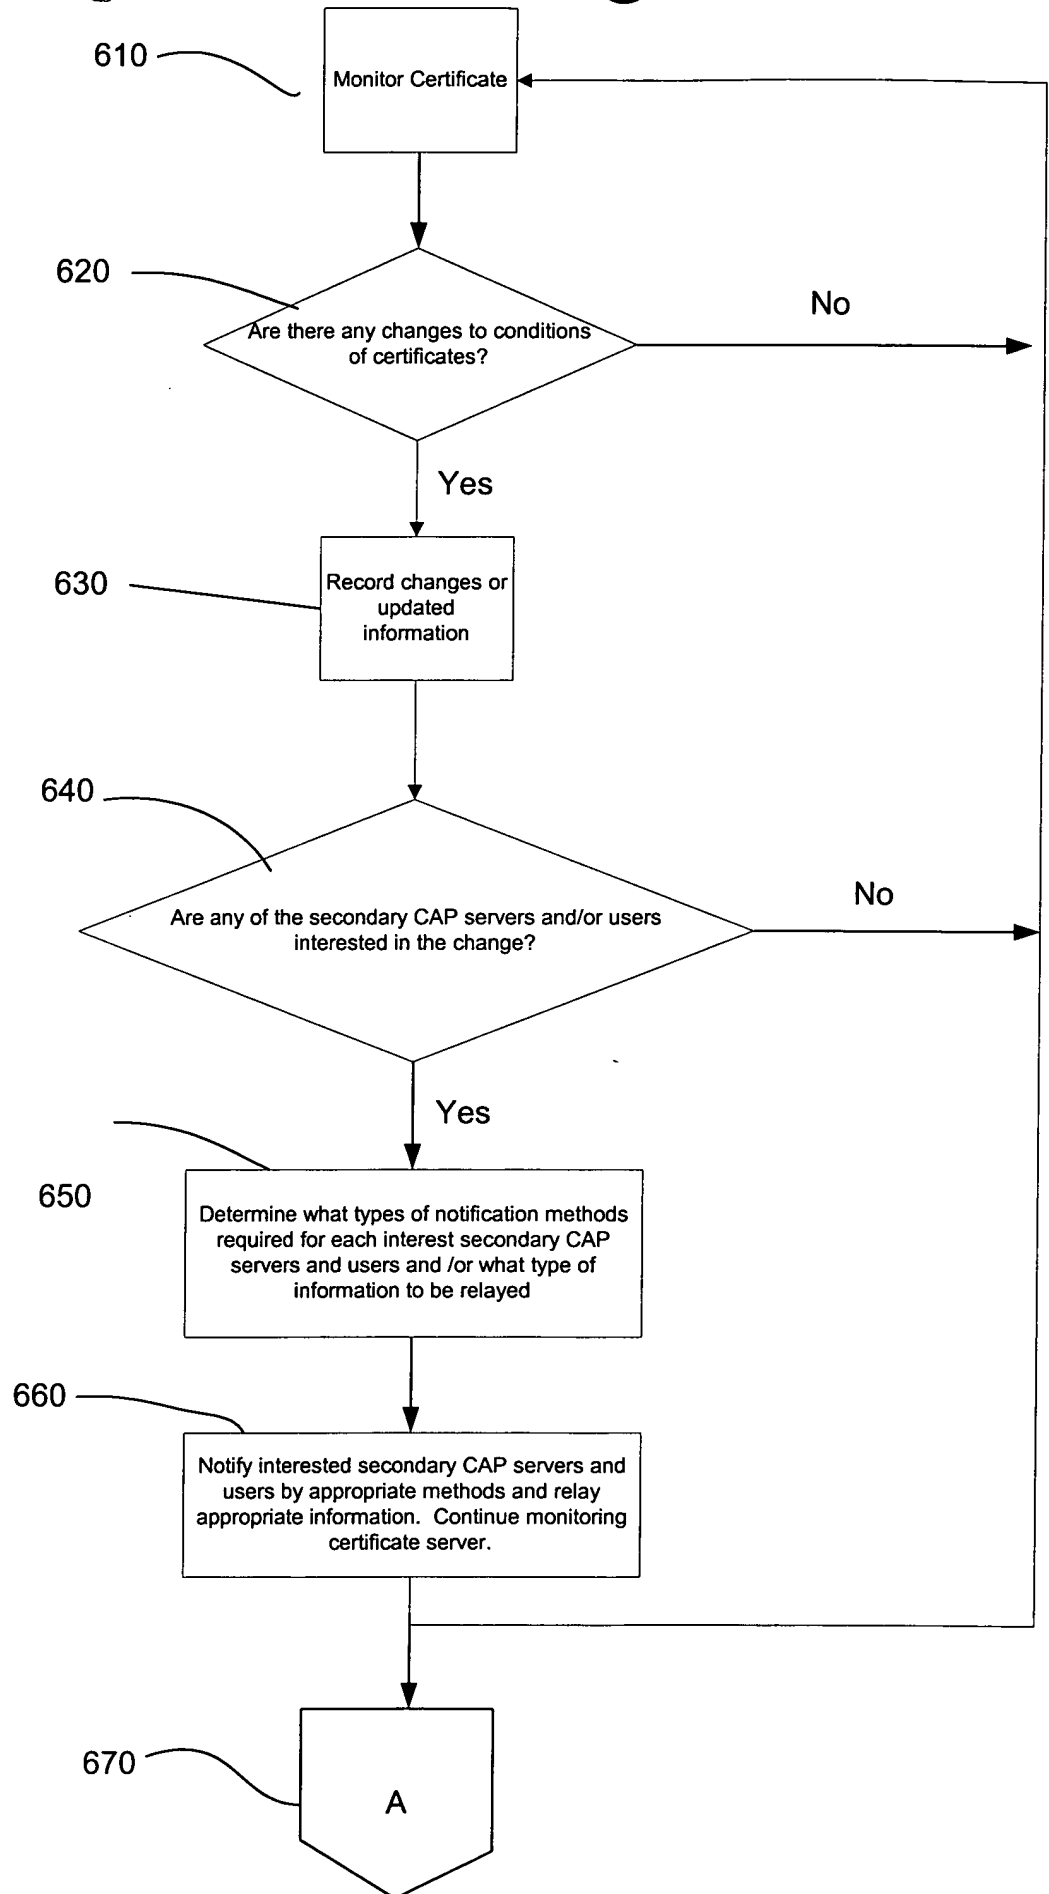 610
Monitor Certificate
620
No
Are there any changes to conditions
of certificates?
Yes
630
Record changes or
updated
information
640
No
Are any of the secondary CAP servers and/or users
interested in the change?
Yes
650
Determine what types of notification methods
required for each interest secondary CAP
servers and users and /or what type of
information to be relayed
660
Notify interested secondary CAP servers and
users by appropriate methods and relay
appropriate information. Continue monitoring
certificate server.
670
A